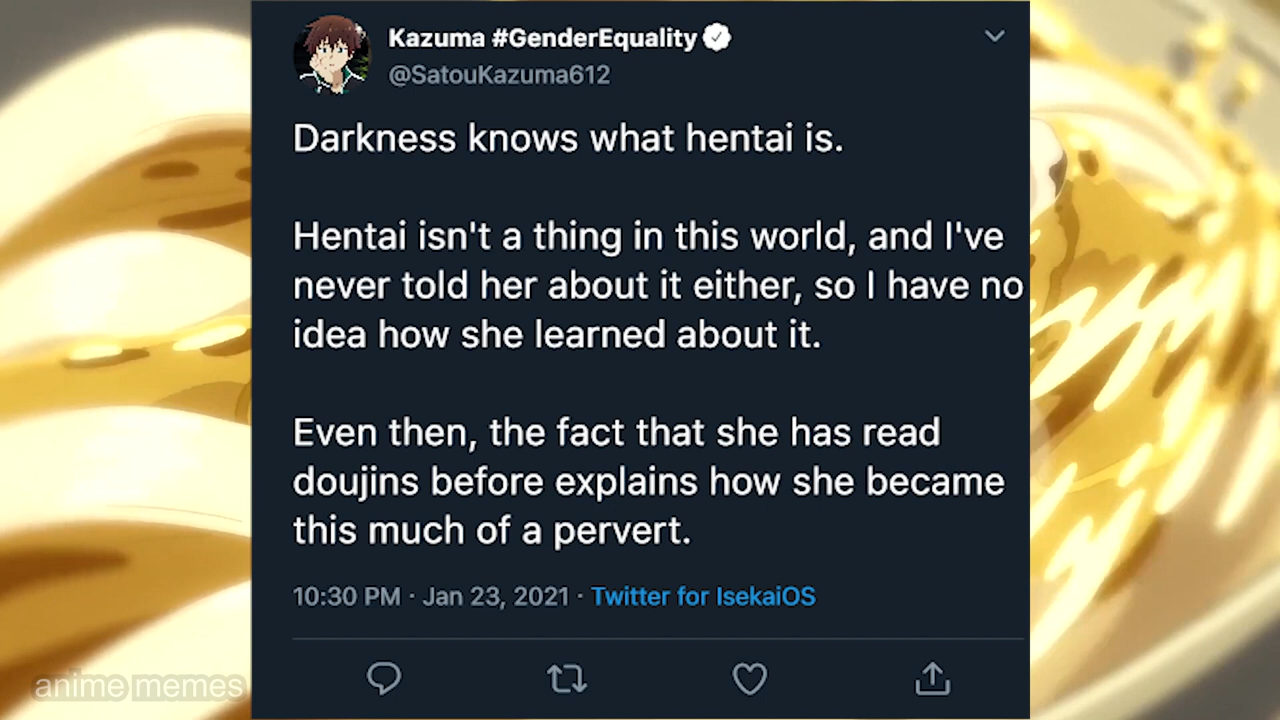 Kazuma #GenderEquality
@SatouKazuma612
Darkness knows what hentai is.
Hentai isn't a thing in this world, and I've
never told her about it either, so I have no
idea how she learned about it.
Even then, the fact that she has read
doujins before explains how she became
this much of a pervert.
10:30 PM · Jan 23, 2021 · Twitter for IsekaiOS
anime memes